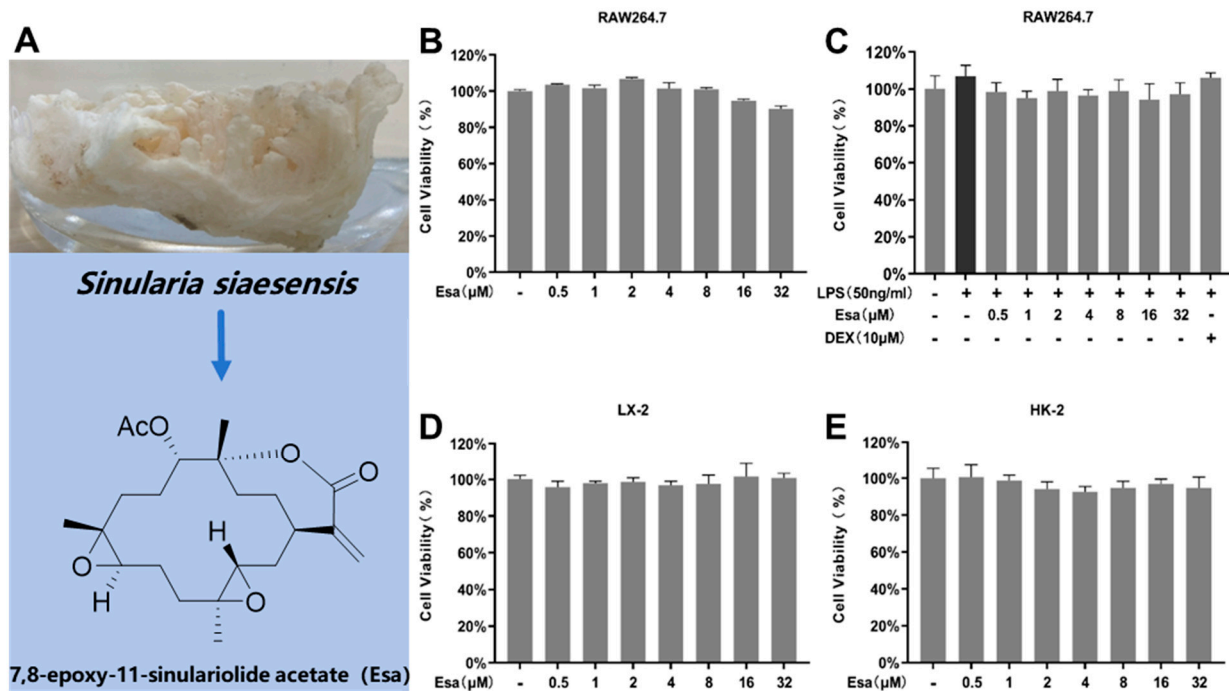 A
Sinularia siaesensis
AcO
O
O
H
O
H
O
7,8-epoxy-11-sinulariolide acetate (Esa)
B
RAW264.7
Cell Viability (%)
120%
100%
80%
60%
40%
20%
0%
Esa(μM) - 0.5 1 2 4 8 16 32
C
RAW264.7
Cell Viability (%)
120%
100%
80%
60%
40%
20%
0%
LPS(50ng/ml) - + + + + + + + + +
Esa(μM) - - 0.5 1 2 4 8 16 32 -
DEX(10μM) - - - - - - - - - +
D
LX-2
Cell Viability (%)
120%
100%
80%
60%
40%
20%
0%
Esa(μM) - 0.5 1 2 4 8 16 32
E
HK-2
Cell Viability (%)
120%
100%
80%
60%
40%
20%
0%
Esa(μM) - 0.5 1 2 4 8 16 32